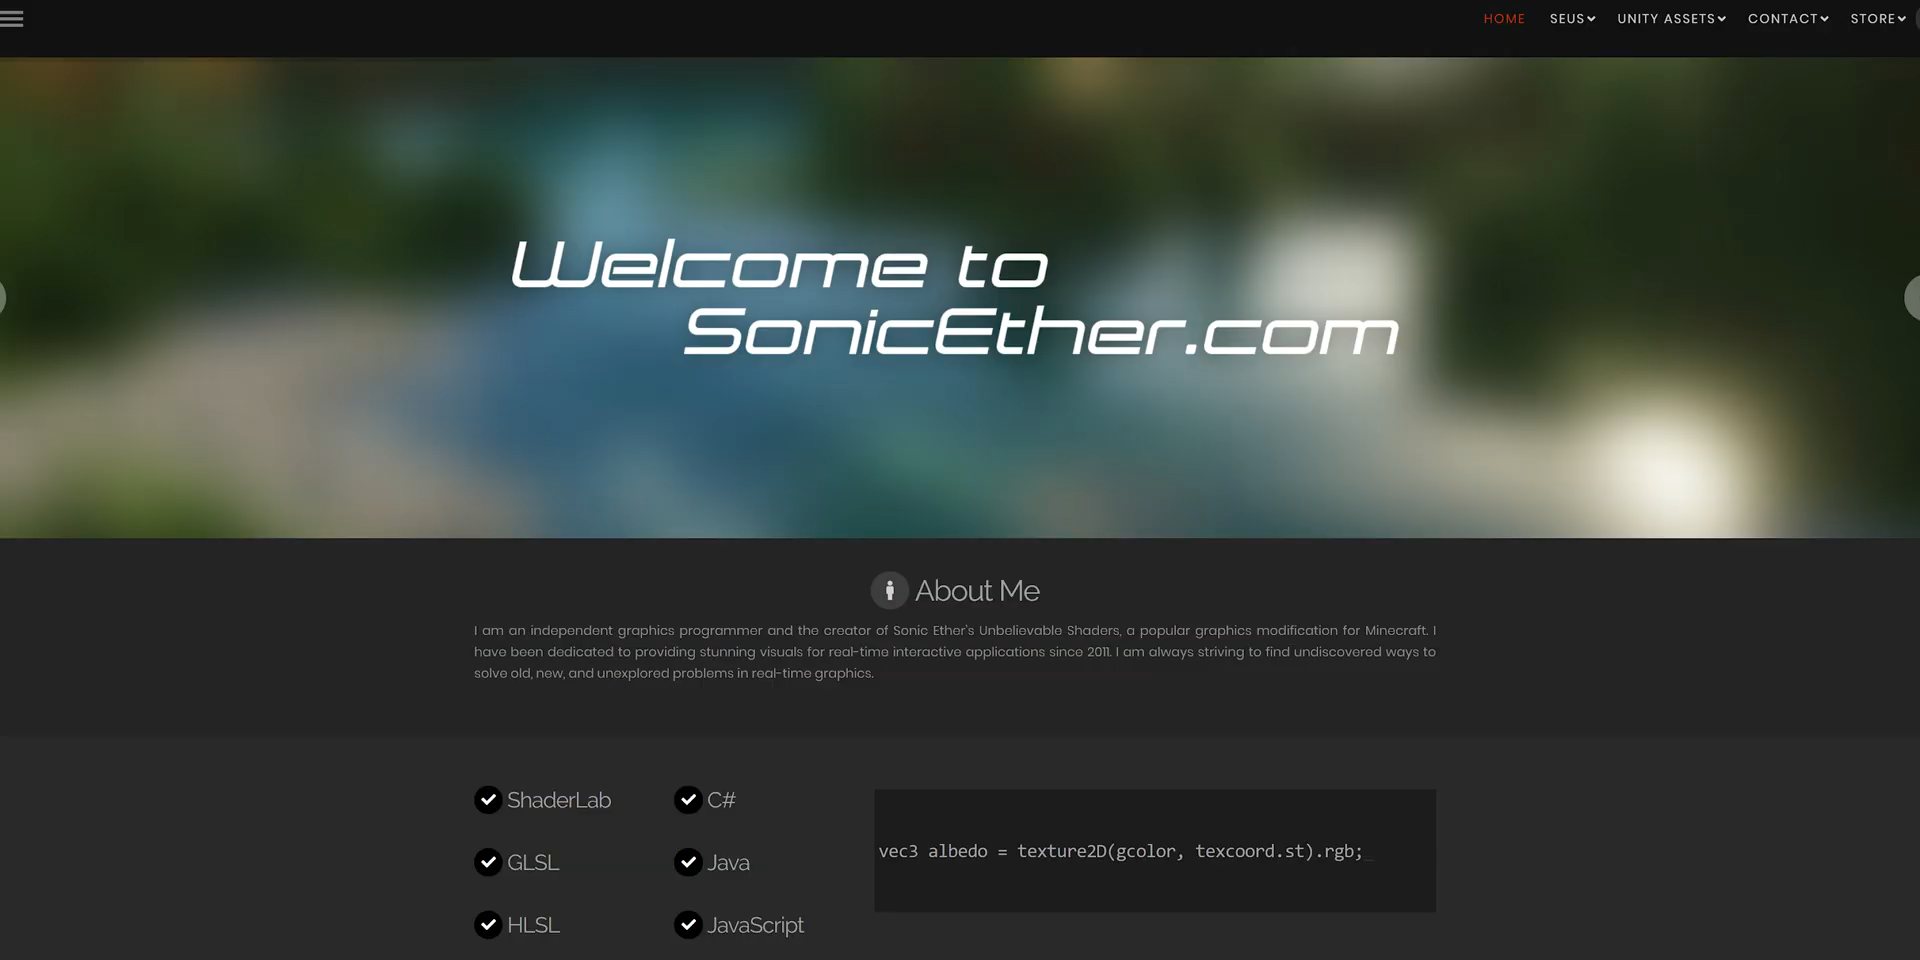 HOME SEUS UNITY ASSETS CONTACT STORE
Welcome to
SonicEther.com
About Me
I am an independent graphics programmer and the creator of Sonic Ether's Unbelievable Shaders, a popular graphics modification for Minecraft. I
have been dedicated to providing stunning visuals for real-time interactive applications since 2011. I am always striving to find undiscovered ways to
solve old, new, and unexplored problems in real-time graphics.
ShaderLab
C#
vec3 albedo = texture2D(gcolor, texcoord.st).rgb;_
GLSL
Java
HLSL
JavaScript